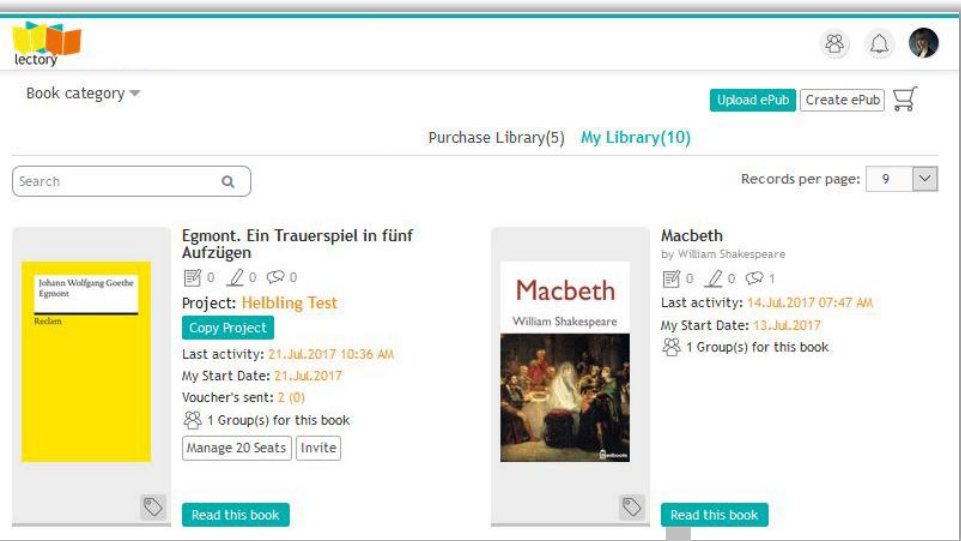 lectory
Book category
Upload ePub Create ePub
Purchase Library(5) My Library(10)
Search
Records per page: 9
Johann Wolfgang Goethe
Egmont
Reclam
Egmont. Ein Trauerspiel in fünf
Aufzügen
0 0 0
Project: Helbling Test
Copy Project
Last activity: 21.Jul.2017 10:36 AM
My Start Date: 21.Jul.2017
Voucher's sent: 2 (0)
1 Group(s) for this book
Manage 20 Seats Invite
Read this book
Macbeth
William Shakespeare
Macbeth
by William Shakespeare
0 0 1
Last activity: 14.Jul.2017 07:47 AM
My Start Date: 13.Jul.2017
1 Group(s) for this book
Read this book